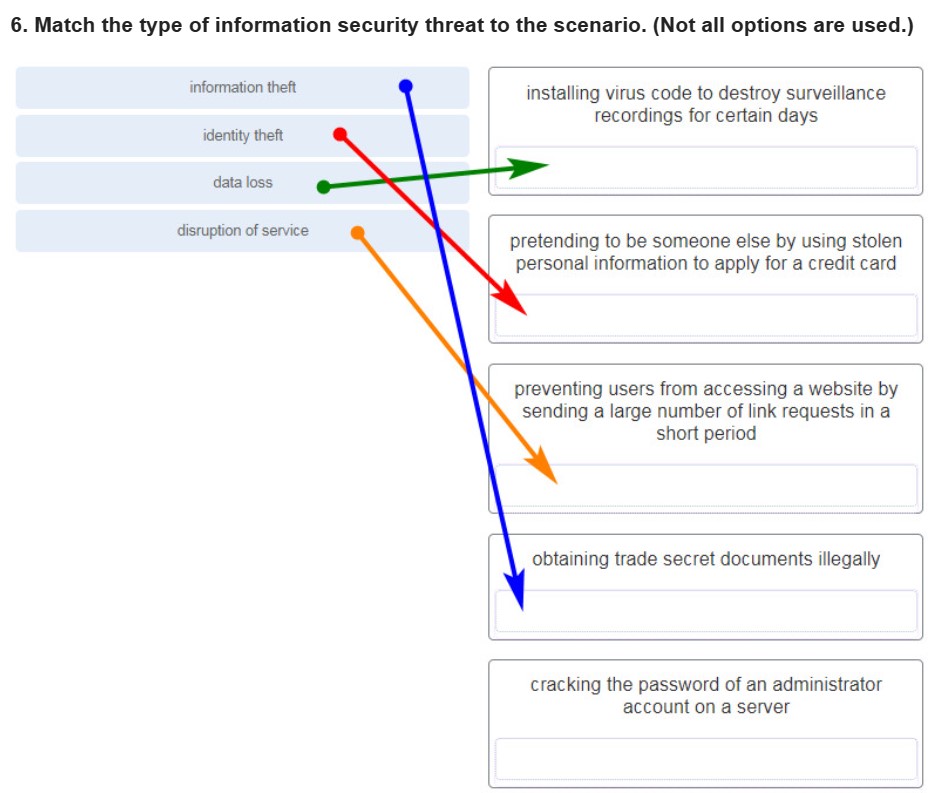 6. Match the type of information security threat to the scenario. (Not all options are used.)
information theft
identity theft
data loss
disruption of service
installing virus code to destroy surveillance
recordings for certain days
pretending to be someone else by using stolen
personal information to apply for a credit card
preventing users from accessing a website by
sending a large number of link requests in a
short period
obtaining trade secret documents illegally
cracking the password of an administrator
account on a server